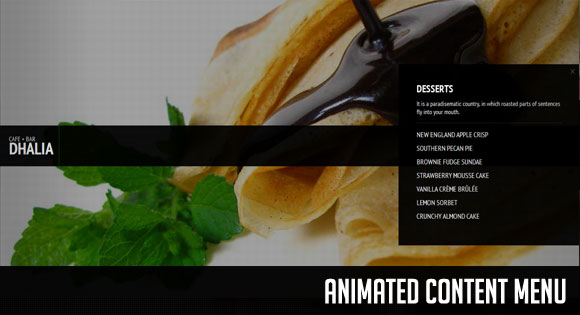 CAFE + BAR
DHALIA
x
DESSERTS
It is a paradisematic country, in which roasted parts of sentences
fly into your mouth.
NEW ENGLAND APPLE CRISP
SOUTHERN PECAN PIE
BROWNIE FUDGE SUNDAE
STRAWBERRY MOUSSE CAKE
VANILLA CRÈME BRÛLÉE
LEMON SORBET
CRUNCHY ALMOND CAKE
ANIMATED CONTENT MENU